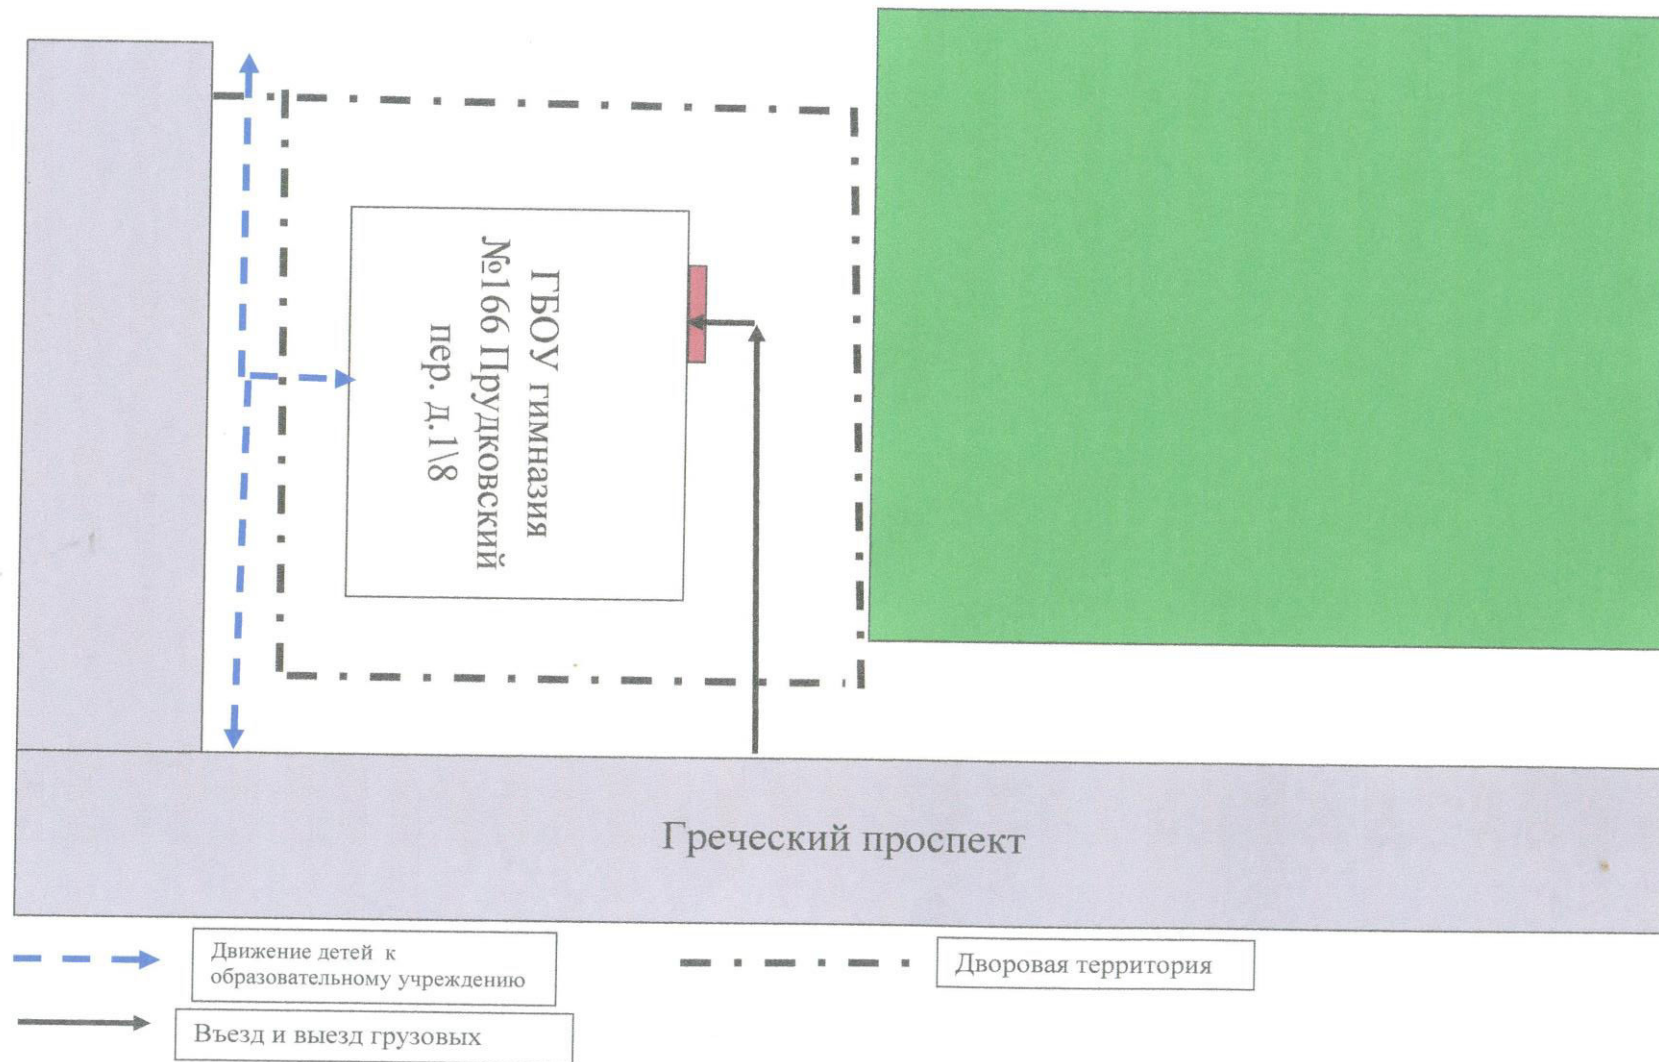 ГБОУ гимназия
№166 Прудковский
пер. д.1\8
Греческий проспект
Движение детей к
образовательному учреждению
Дворовая территория
Въезд и выезд грузовых